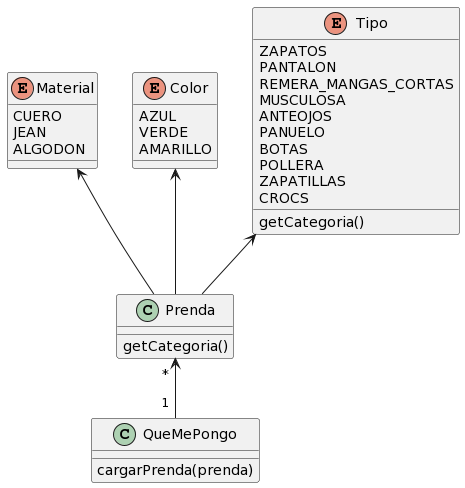 E Tipo
ZAPATOS
PANTALON
REMERA_MANGAS_CORTAS
MUSCULOSA
ANTEOJOS
PANUELO
BOTAS
POLLERA
ZAPATILLAS
CROCS
getCategoria()
E Material
CUERO
JEAN
ALGODON
E Color
AZUL
VERDE
AMARILLO
C Prenda
getCategoria()
*
1
C QueMePongo
cargarPrenda(prenda)